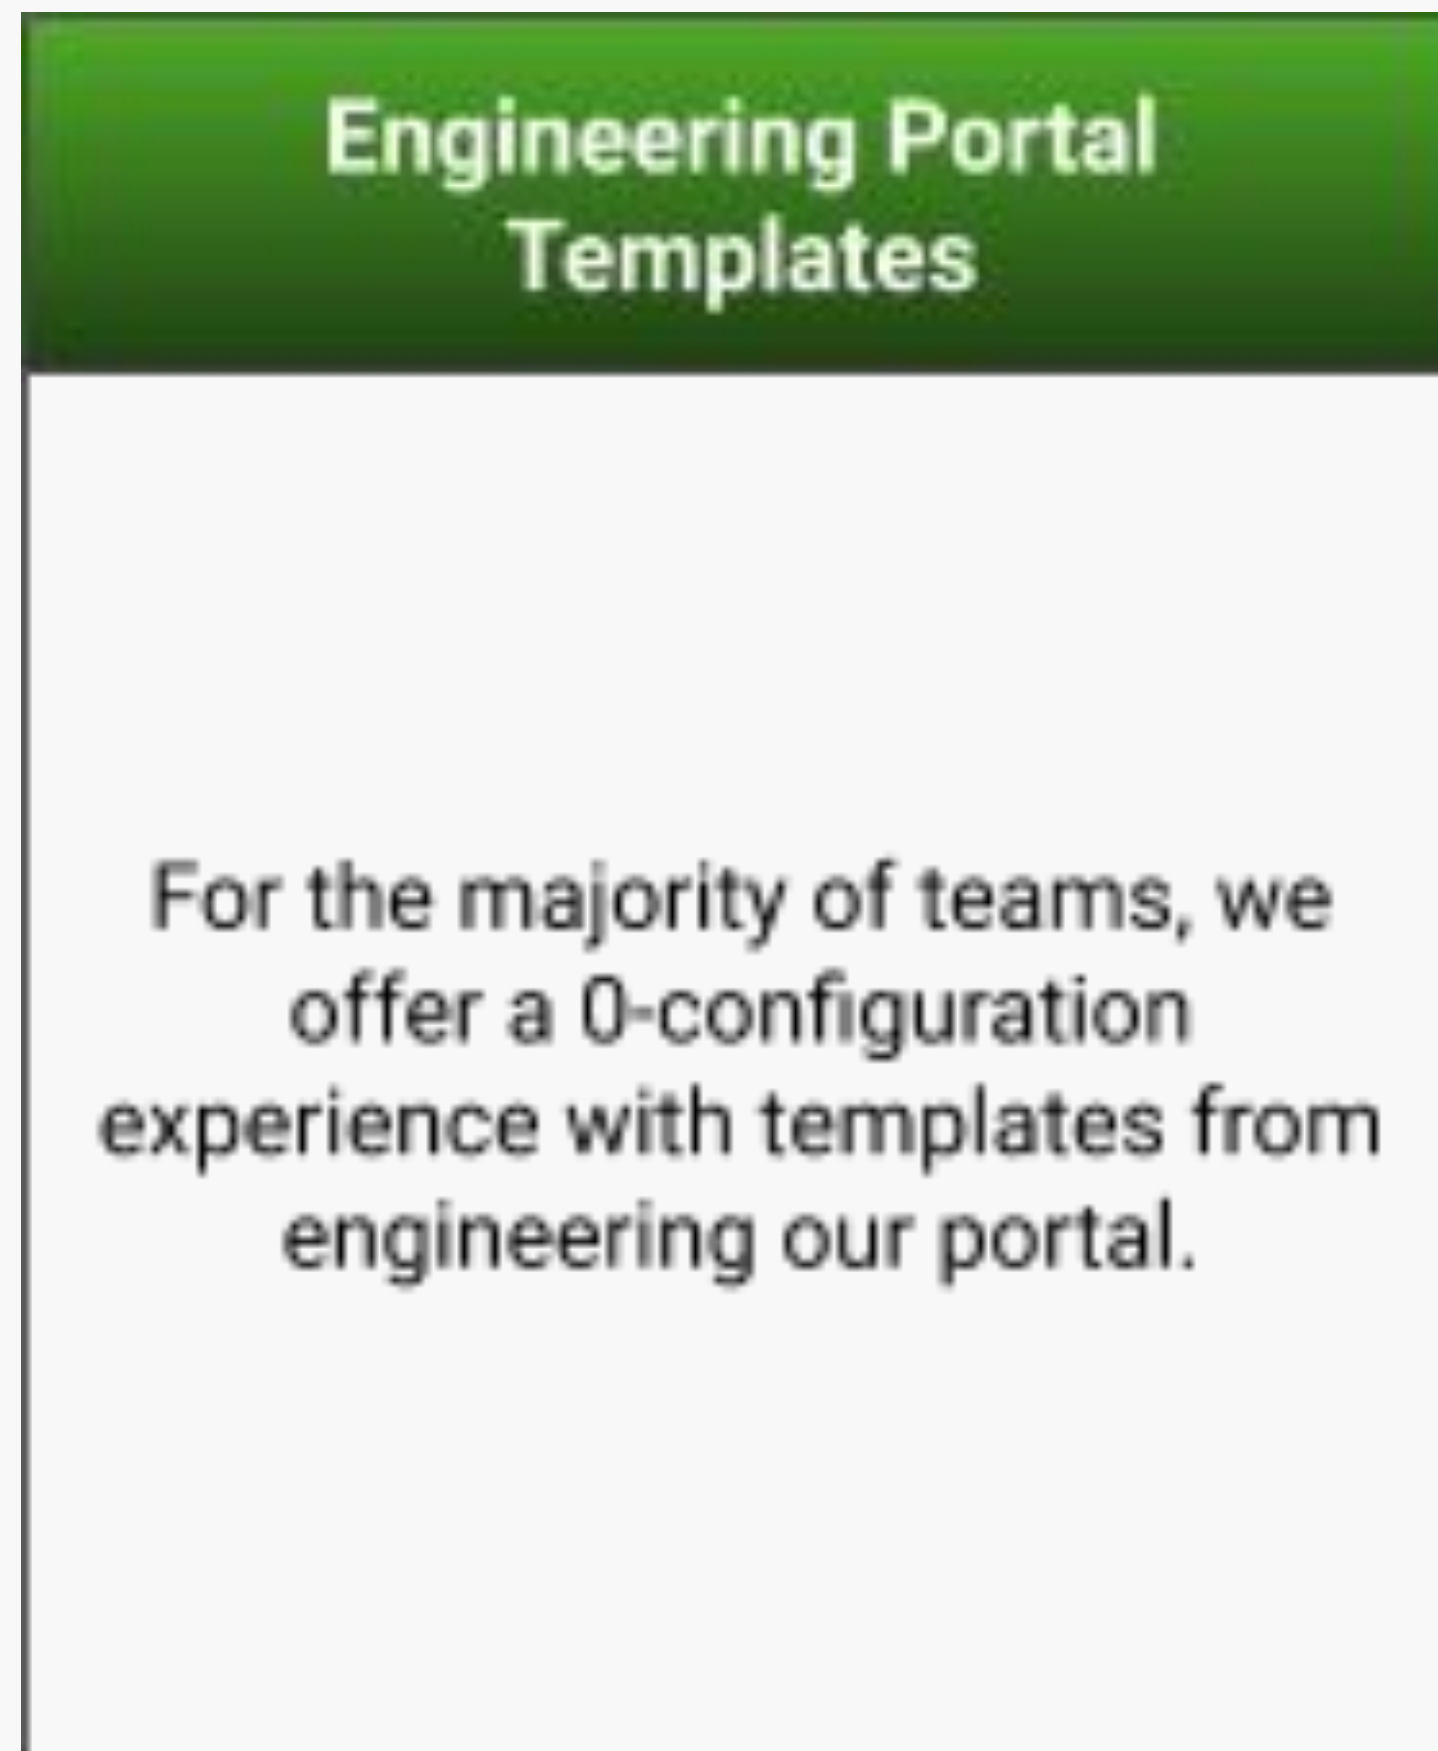 Engineering Portal
Templates
For the majority of teams, we
offer a 0-configuration
experience with templates from
engineering our portal.